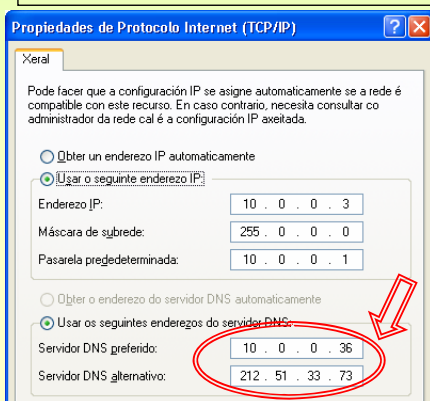 Propiedades de Protocolo Internet (TCP/IP)
Xeral
Pode facer que a configuración IP se asigne automaticamente se a rede é
compatible con este recurso. En caso contrario, necesita consultar co
administrador da rede cal é a configuración IP axeitada.
Obter un enderezo IP automaticamente
Usar o seguinte enderezo IP:
Enderezo IP: 10 . 0 . 0 . 3
Máscara de subrede: 255 . 0 . 0 . 0
Pasarela predeterminada: 10 . 0 . 0 . 1
Obter o enderezo do servidor DNS automaticamente
Usar os seguintes enderezos do servidor DNS:
Servidor DNS preferido: 10 . 0 . 0 . 36
Servidor DNS alternativo: 212 . 51 . 33 . 73